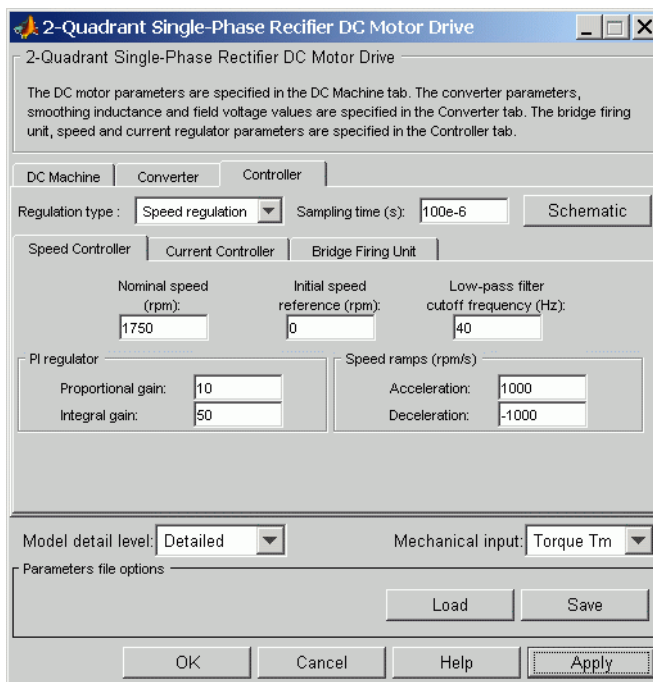 2-Quadrant Single-Phase Recifier DC Motor Drive
2-Quadrant Single-Phase Rectifier DC Motor Drive
The DC motor parameters are specified in the DC Machine tab. The converter parameters,
smoothing inductance and field voltage values are specified in the Converter tab. The bridge firing
unit, speed and current regulator parameters are specified in the Controller tab.
DC Machine Converter Controller
Regulation type : Speed regulation Sampling time (s): 100e-6 Schematic
Speed Controller Current Controller Bridge Firing Unit
Nominal speed Initial speed Low-pass filter
(rpm): reference (rpm): cutoff frequency (Hz):
1750 0 40
PI regulator Speed ramps (rpm/s)
Proportional gain: 10 Acceleration: 1000
Integral gain: 50 Deceleration: -1000
Model detail level: Detailed Mechanical input: Torque Tm
Parameters file options
Load Save
OK Cancel Help Apply